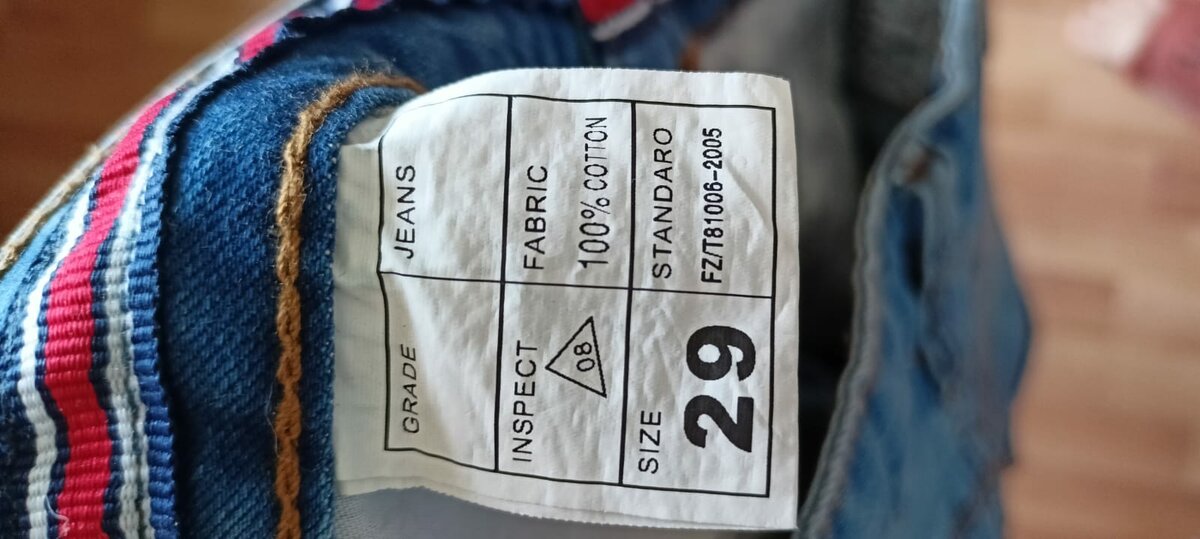 GRADE
JEANS
INSPECT
08
FABRIC
100% COTTON
SIZE
29
STANDARO
FZ/T81006-2005